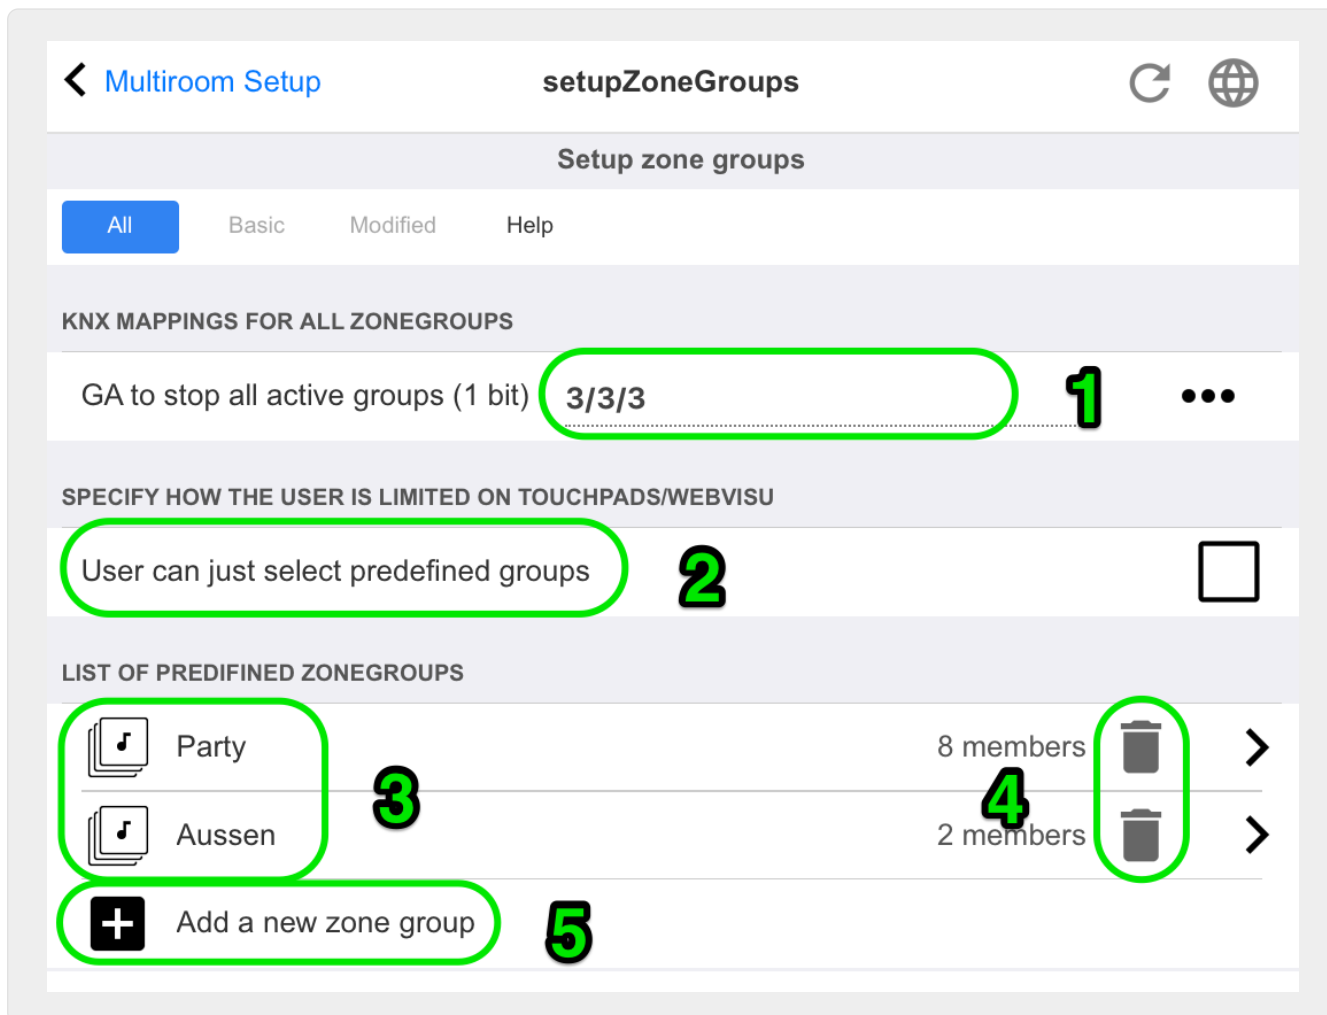 Multiroom Setup setupZoneGroups
Setup zone groups
All Basic Modified Help
KNX MAPPINGS FOR ALL ZONEGROUPS
GA to stop all active groups (1 bit) 3/3/3 1
SPECIFY HOW THE USER IS LIMITED ON TOUCHPADS/WEBVISU
User can just select predefined groups 2
LIST OF PREDIFINED ZONEGROUPS
Party 8 members
3 4
Aussen 2 members
Add a new zone group 5